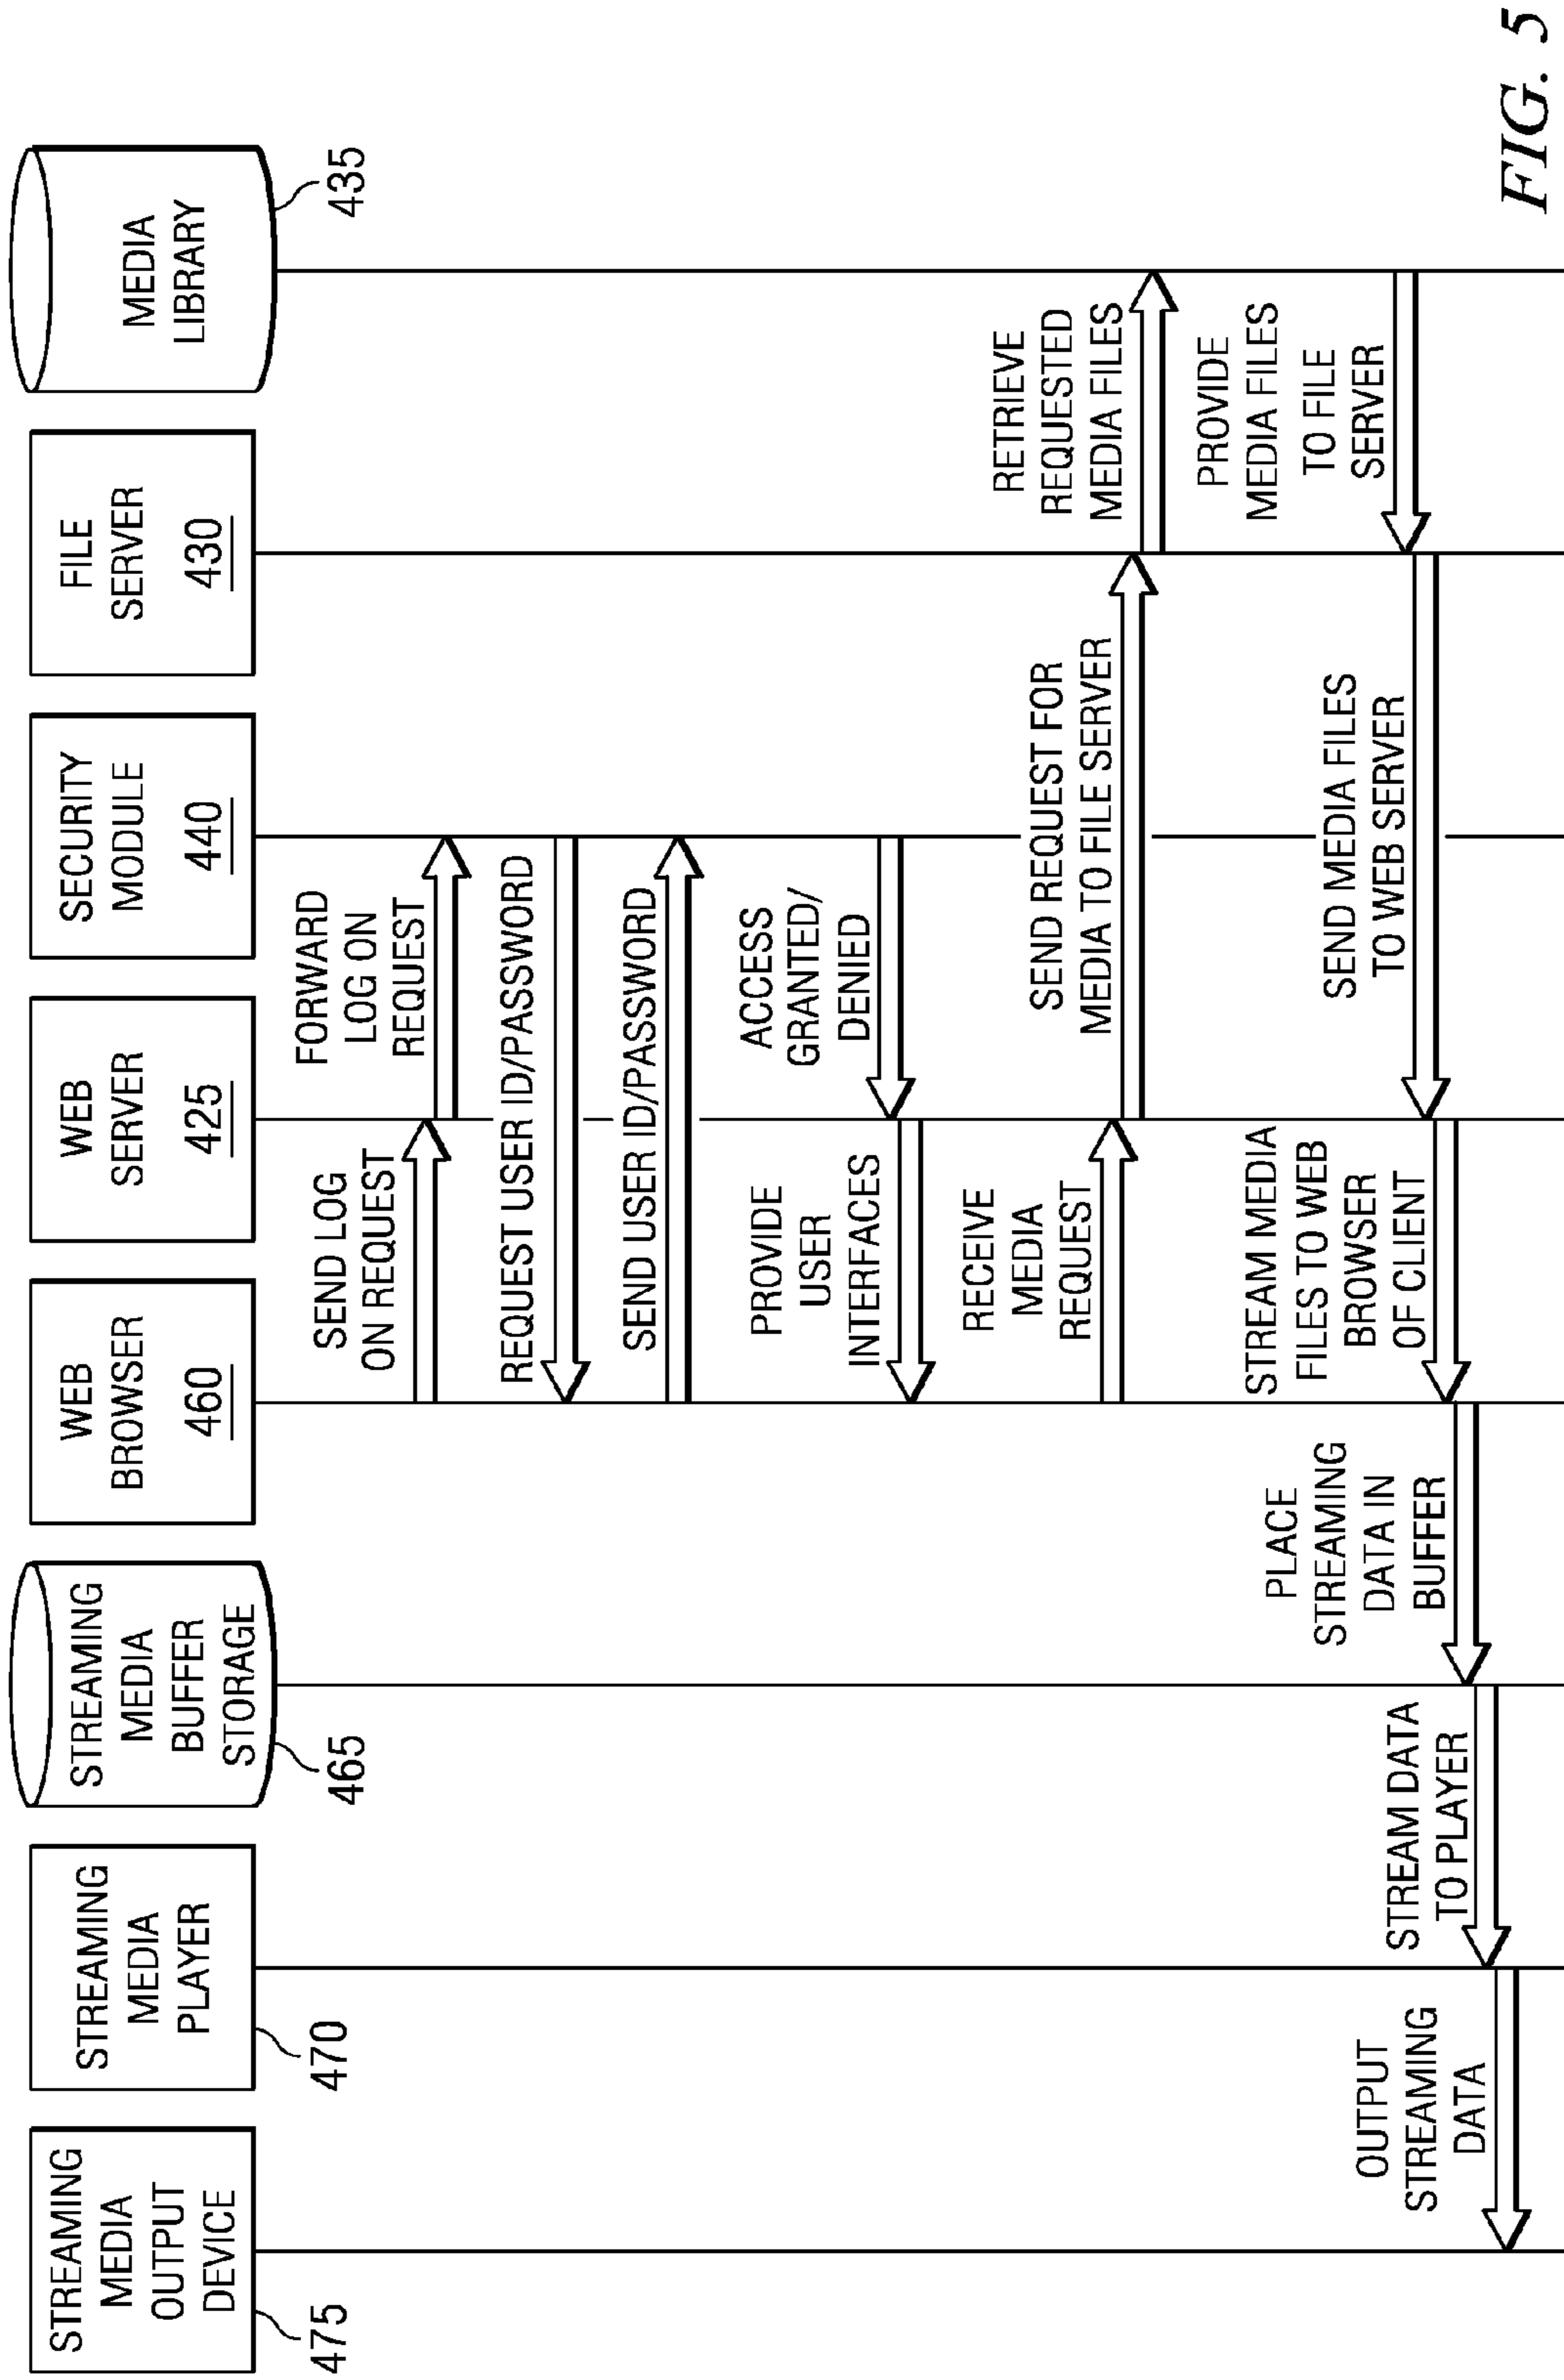 STREAMING
MEDIA
OUTPUT
DEVICE
475
STREAMING
MEDIA
PLAYER
470
STREAMING
MEDIA
BUFFER
STORAGE
465
WEB
BROWSER
460
WEB
SERVER
425
SECURITY
MODULE
440
FILE
SERVER
430
MEDIA
LIBRARY
435
SEND LOG
ON REQUEST
FORWARD
LOG ON
REQUEST
REQUEST USER ID/PASSWORD
SEND USER ID/PASSWORD
ACCESS
GRANTED/
DENIED
PROVIDE
USER
INTERFACES
RECEIVE
MEDIA
REQUEST
SEND REQUEST FOR
MEDIA TO FILE SERVER
RETRIEVE
REQUESTED
MEDIA FILES
PROVIDE
MEDIA FILES
TO FILE
SERVER
SEND MEDIA FILES
TO WEB SERVER
STREAM MEDIA
FILES TO WEB
BROWSER
OF CLIENT
PLACE
STREAMING
DATA IN
BUFFER
STREAM DATA
TO PLAYER
OUTPUT
STREAMING
DATA
FIG. 5